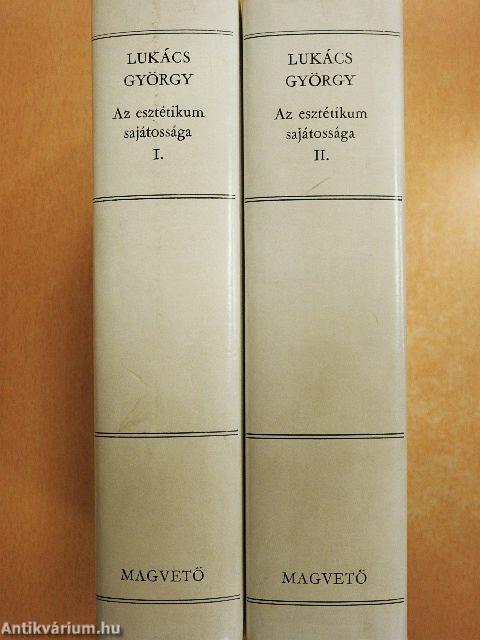 LUKÁCS
GYÖRGY
Az esztétikum
sajátossága
I.
MAGVETŐ
LUKÁCS
GYÖRGY
Az esztétikum
sajátossága
II.
MAGVETŐ
Antikvárium.hu